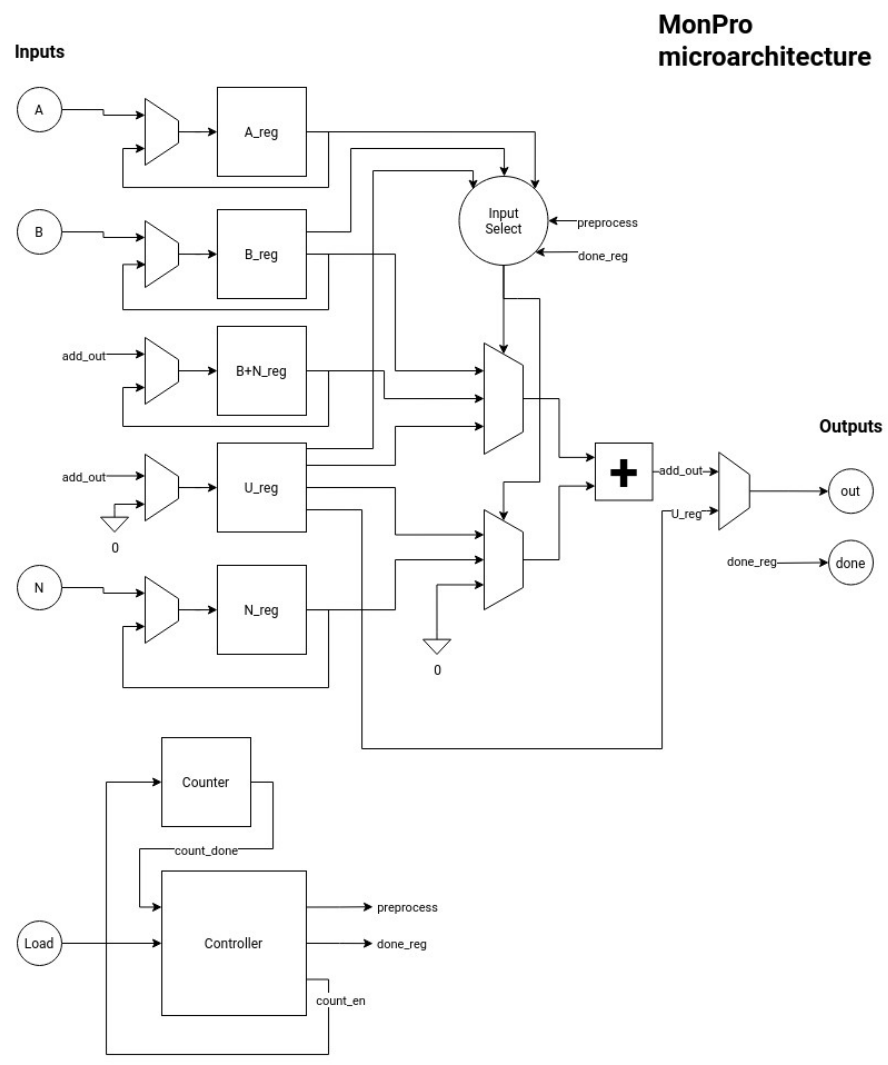 MonPro
microarchitecture
Inputs
A
A_reg
Input
Select
preprocess
done_reg
B
B_reg
add_out
B+N_reg
add_out
0
U_reg
N
N_reg
0
+
add_out
U_reg
Outputs
out
done_reg
done
Counter
count_done
Load
Controller
preprocess
done_reg
count_en